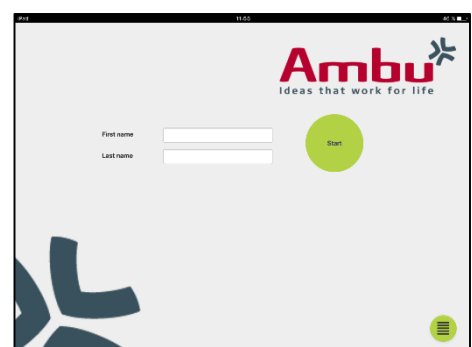 iPad 11:55 46 %
Ambu
Ideas that work for life
First name
Start
Last name